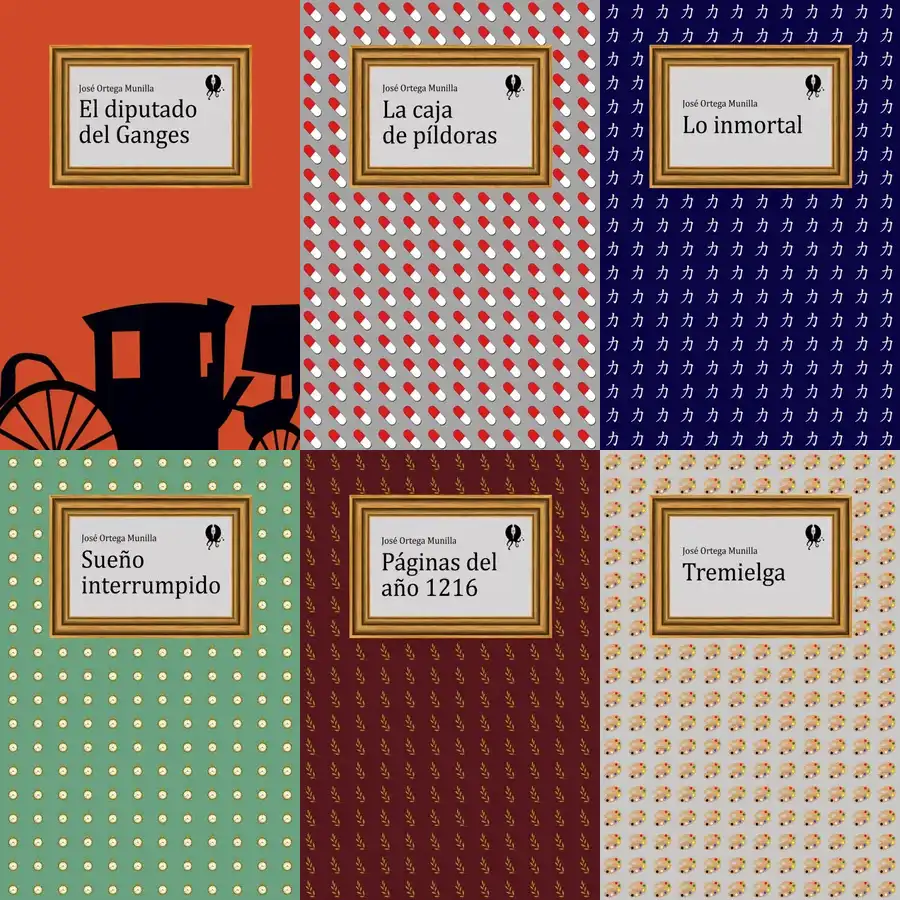 José Ortega Munilla
El diputado
del Ganges
José Ortega Munilla
La caja
de píldoras
José Ortega Munilla
Lo inmortal
José Ortega Munilla
Sueño
interrumpido
José Ortega Munilla
Páginas del
año 1216
José Ortega Munilla
Tremielga